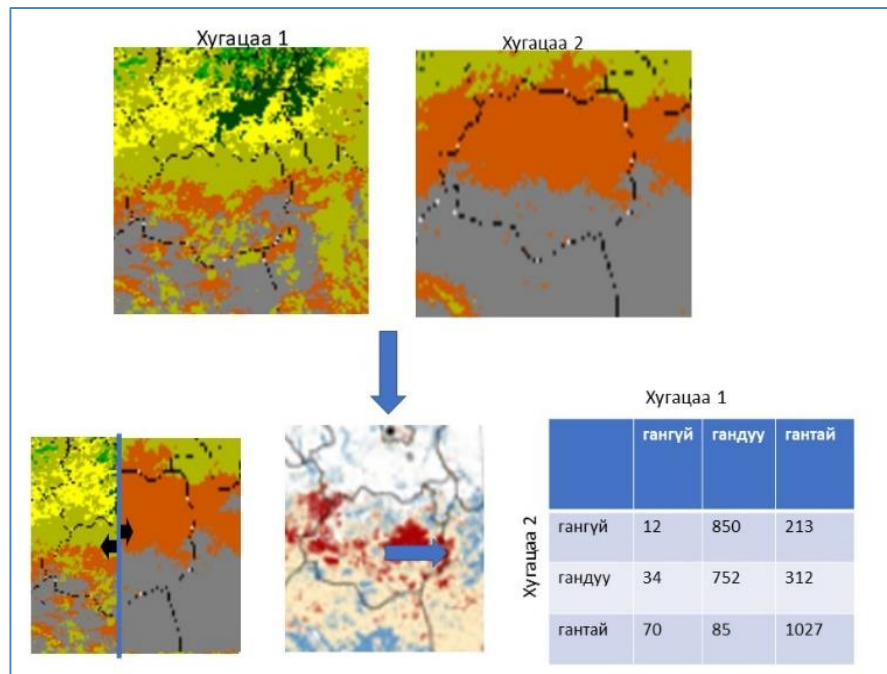 Хугацаа 1
Хугацаа 2
Хугацаа 1
Хугацаа 2
гангүй гандуу гантай
гангүй 12 850 213
гандуу 34 752 312
гантай 70 85 1027